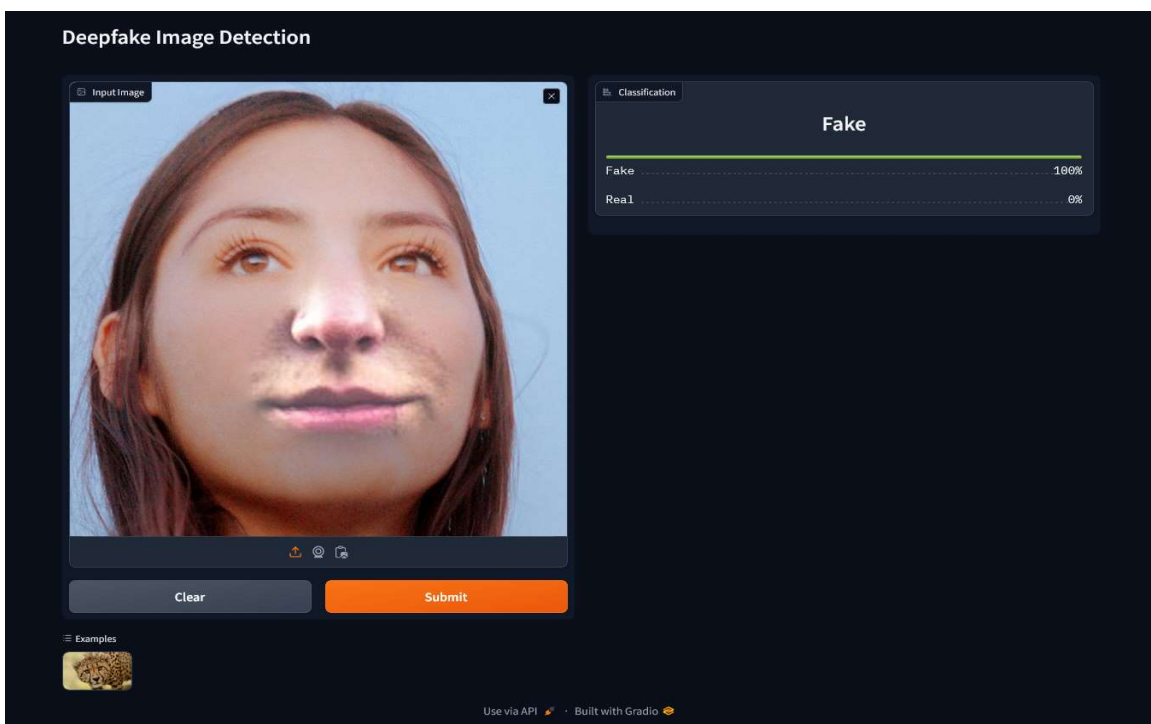 Deepfake Image Detection
Input Image
Classification
Fake
Fake 100%
Real 0%
Clear
Submit
Examples
Use via API · Built with Gradio